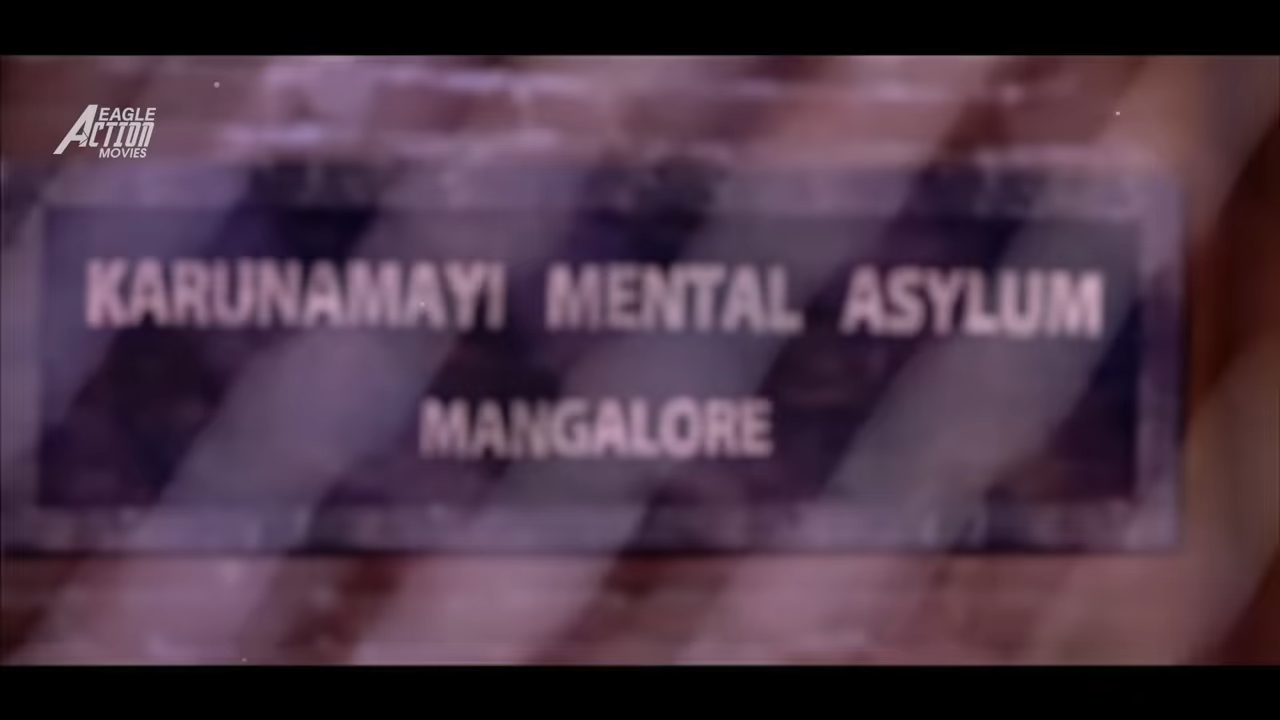 EAGLE
ACTION
MOVIES
KARUNAMAYI MENTAL ASYLUM
MANGALORE